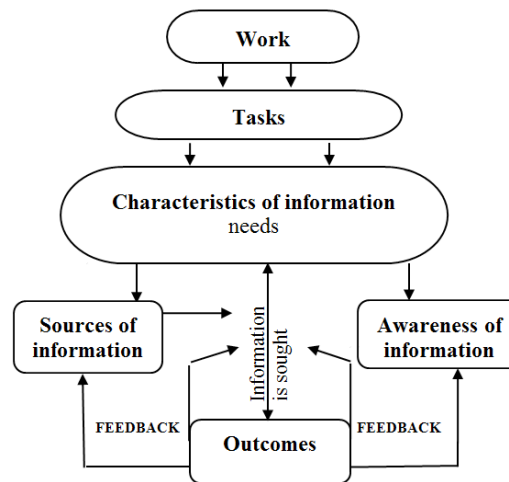 Work
Tasks
Characteristics of information
needs
Sources of
information
Information
is sought
Awareness of
information
FEEDBACK
Outcomes
FEEDBACK